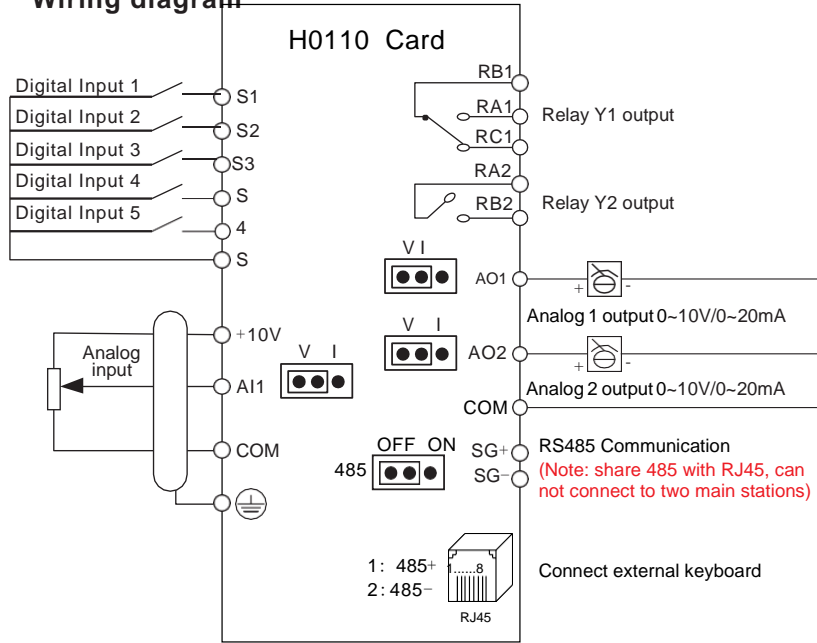 Wiring diagram
H0110 Card
Digital Input 1
S1
Digital Input 2
S2
Digital Input 3
S3
Digital Input 4
S
Digital Input 5
4
S
RB1
RA1
RC1
Relay Y1 output
RA2
RB2
Relay Y2 output
V I
AO1
+ -
Analog 1 output 0~10V/0~20mA
V I
AO2
+ -
Analog 2 output 0~10V/0~20mA
COM
+10V
Analog
input
V I
AI1
COM
OFF ON
485
SG+
SG-
RS485 Communication
(Note: share 485 with RJ45, can
not connect to two main stations)
1: 485+
2: 485-
1......8
RJ45
Connect external keyboard